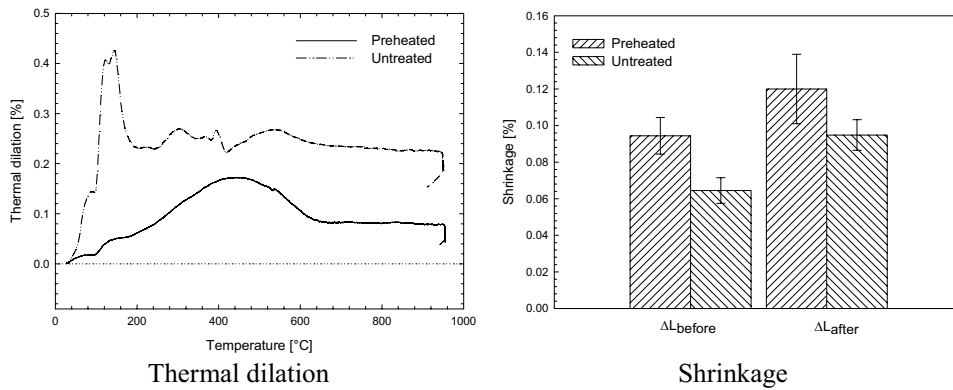 0.5
0.4
0.3
0.2
0.1
0.0
Thermal dilation [%]
Preheated
Untreated
0 200 400 600 800 1000
Temperature [°C]
Thermal dilation
0.16
0.14
0.12
0.10
0.08
0.06
0.04
0.02
0.00
Shrinkage [%]
Preheated
Untreated
ΔLbefore ΔLafter
Shrinkage